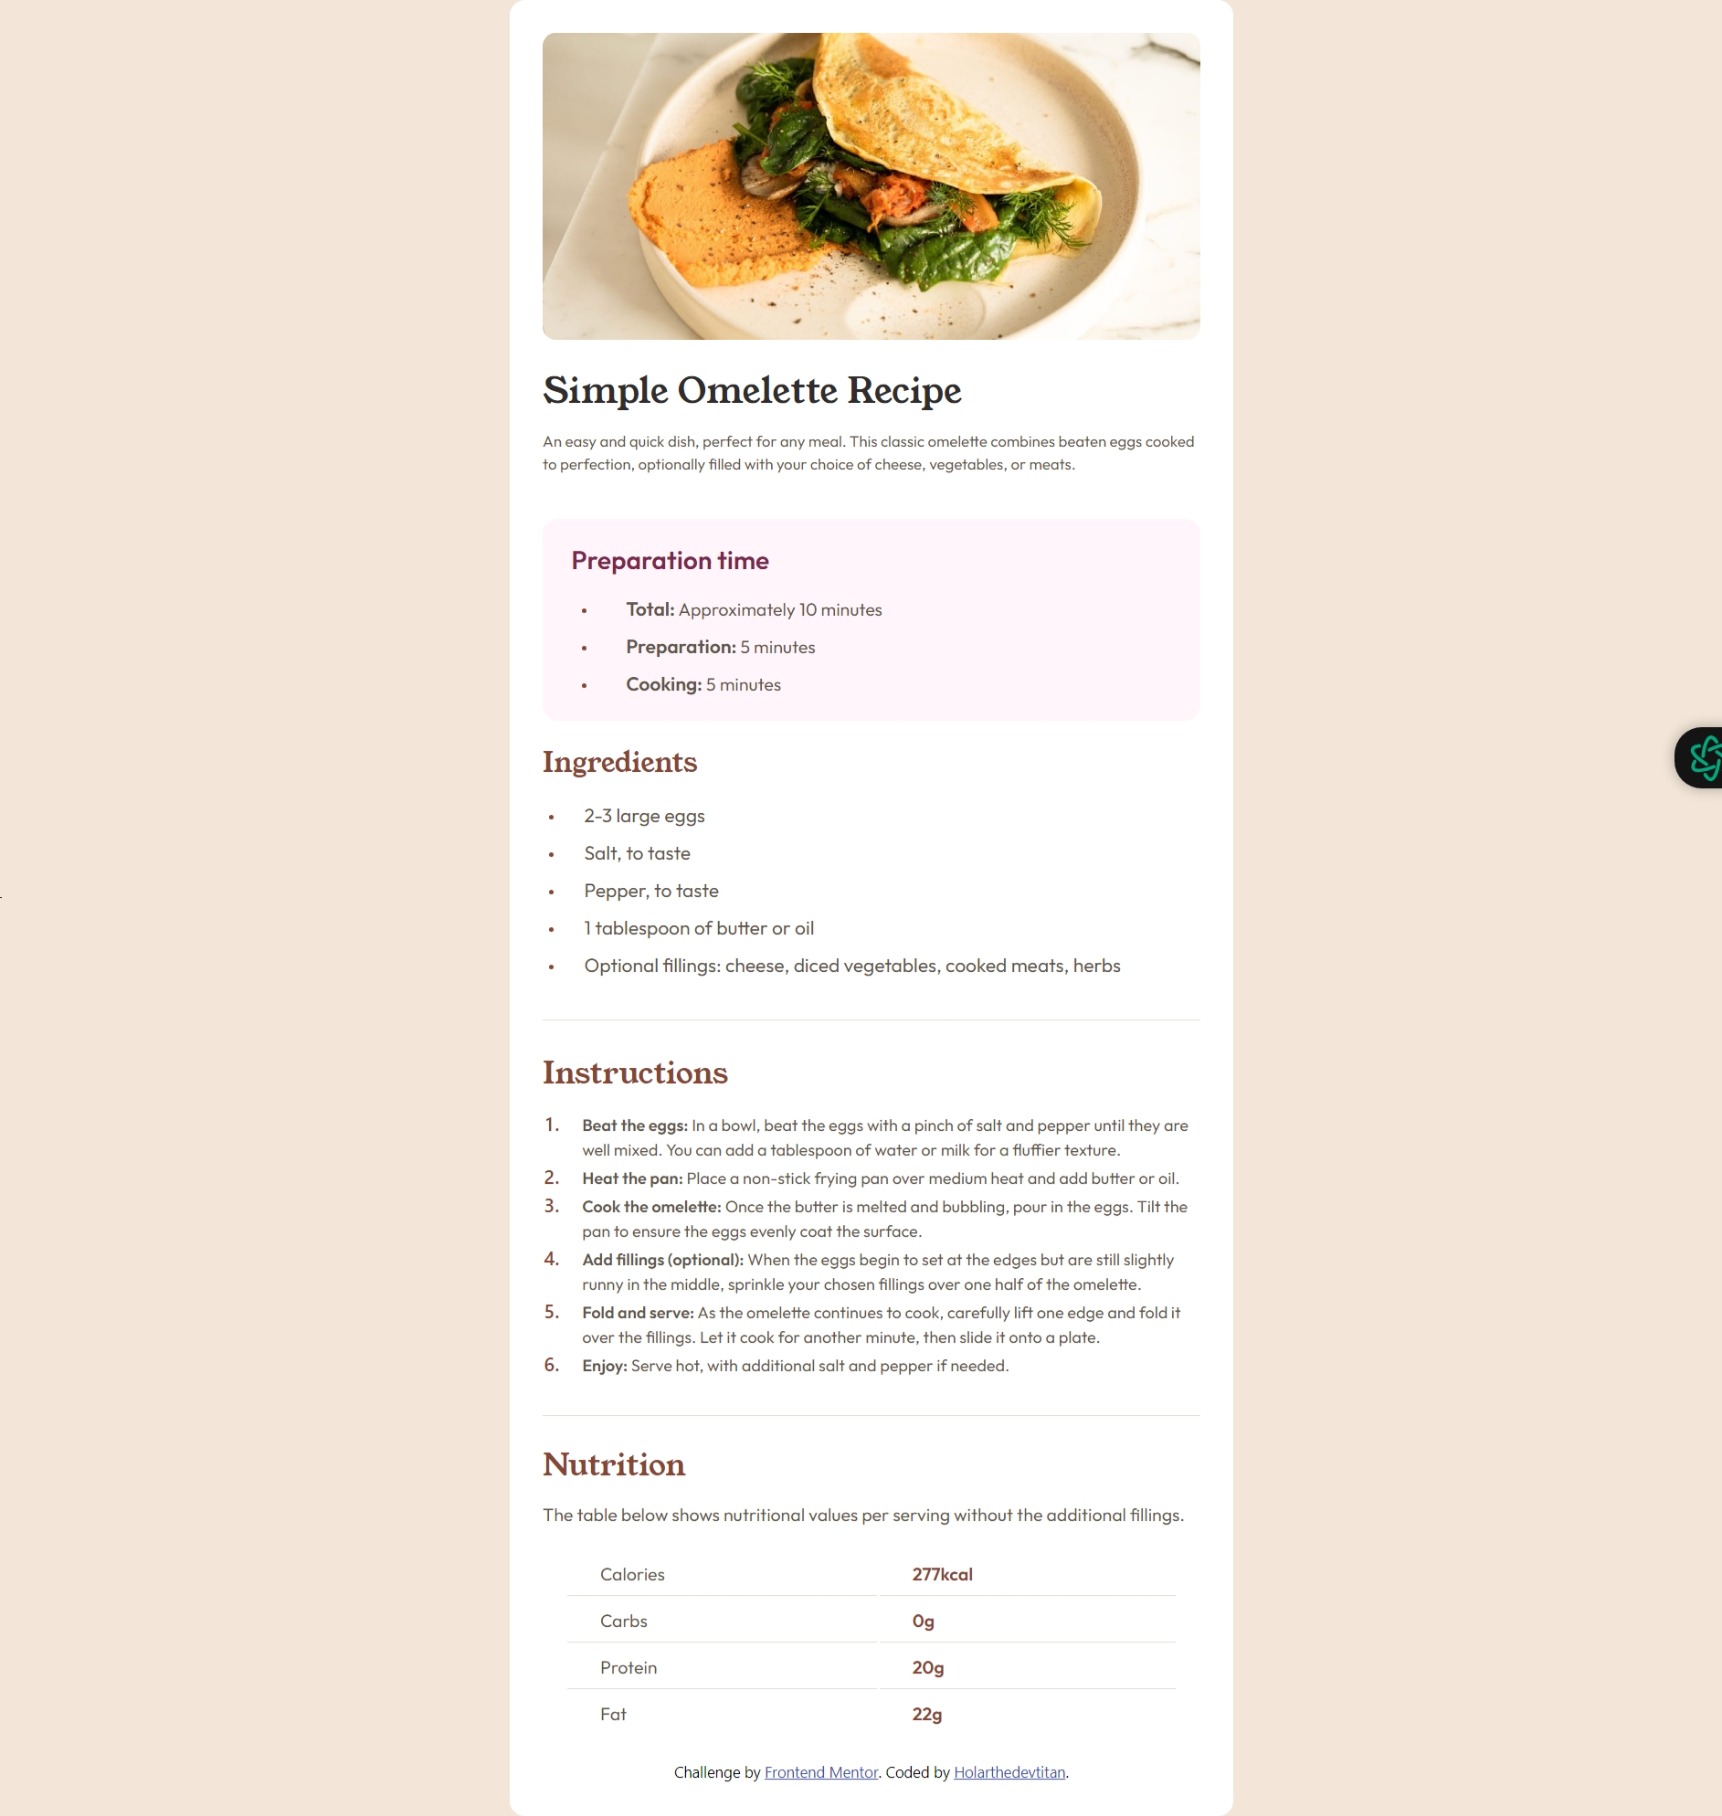 Simple Omelette Recipe
An easy and quick dish, perfect for any meal. This classic omelette combines beaten eggs cooked
to perfection, optionally filled with your choice of cheese, vegetables, or meats.
Preparation time
• Total: Approximately 10 minutes
• Preparation: 5 minutes
• Cooking: 5 minutes
Ingredients
• 2-3 large eggs
• Salt, to taste
• Pepper, to taste
• 1 tablespoon of butter or oil
• Optional fillings: cheese, diced vegetables, cooked meats, herbs
Instructions
1. Beat the eggs: In a bowl, beat the eggs with a pinch of salt and pepper until they are
well mixed. You can add a tablespoon of water or milk for a fluffier texture.
2. Heat the pan: Place a non-stick frying pan over medium heat and add butter or oil.
3. Cook the omelette: Once the butter is melted and bubbling, pour in the eggs. Tilt the
pan to ensure the eggs evenly coat the surface.
4. Add fillings (optional): When the eggs begin to set at the edges but are still slightly
runny in the middle, sprinkle your chosen fillings over one half of the omelette.
5. Fold and serve: As the omelette continues to cook, carefully lift one edge and fold it
over the fillings. Let it cook for another minute, then slide it onto a plate.
6. Enjoy: Serve hot, with additional salt and pepper if needed.
Nutrition
The table below shows nutritional values per serving without the additional fillings.
Calories 277kcal
Carbs 0g
Protein 20g
Fat 22g
Challenge by Frontend Mentor. Coded by Holarthedevtitan.